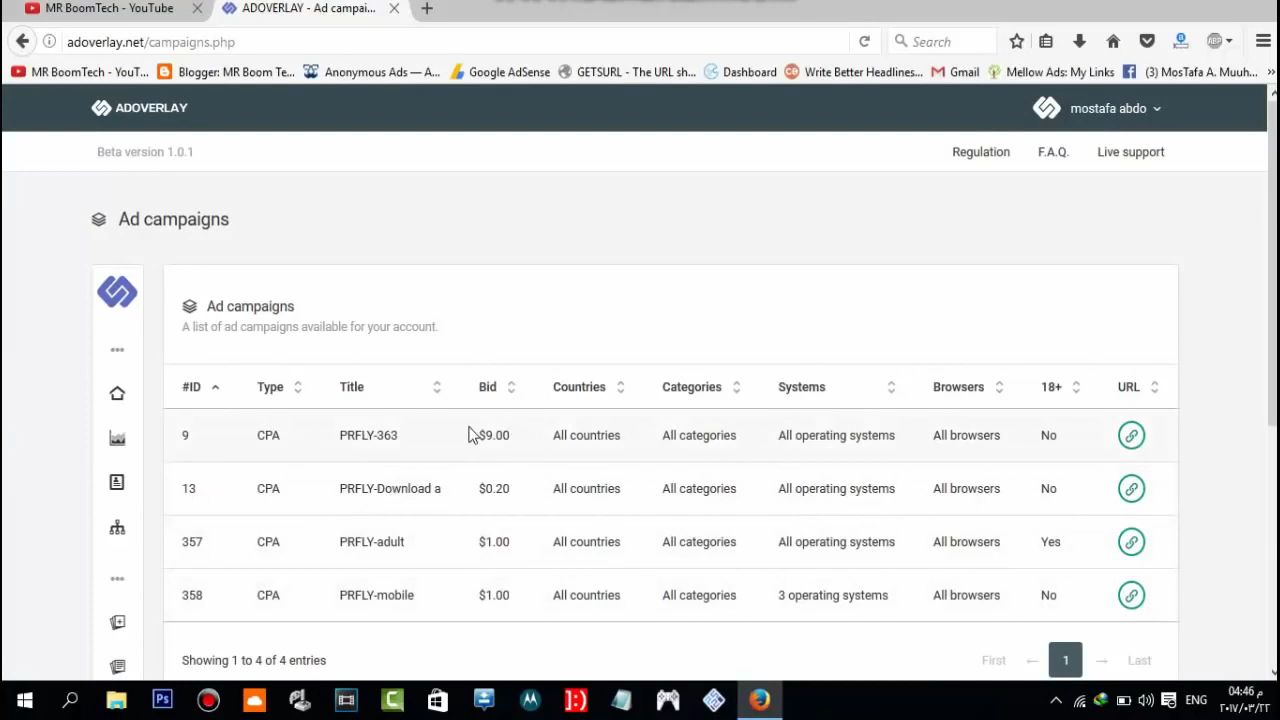 MR BoomTech - YouTube
ADOVERLAY - Ad campai...
adoverlay.net/campaigns.php
Search
ABP
MR BoomTech - YouT...
Blogger: MR Boom Te...
Anonymous Ads — A...
Google AdSense
GETSURL - The URL sh...
Dashboard
Write Better Headlines...
Gmail
Mellow Ads: My Links
(3) MosTafa A. Muuh...
ADOVERLAY
mostafa abdo
Beta version 1.0.1
Regulation
F.A.Q.
Live support
Ad campaigns
Ad campaigns
A list of ad campaigns available for your account.
#ID Type Title Bid Countries Categories Systems Browsers 18+ URL
9 CPA PRFLY-363 $9.00 All countries All categories All operating systems All browsers No
13 CPA PRFLY-Download a $0.20 All countries All categories All operating systems All browsers No
357 CPA PRFLY-adult $1.00 All countries All categories All operating systems All browsers Yes
358 CPA PRFLY-mobile $1.00 All countries All categories 3 operating systems All browsers No
Showing 1 to 4 of 4 entries
First ← 1 → Last
Ps
ENG
04:46 م
٢٠١٧/٠٣/٢٢